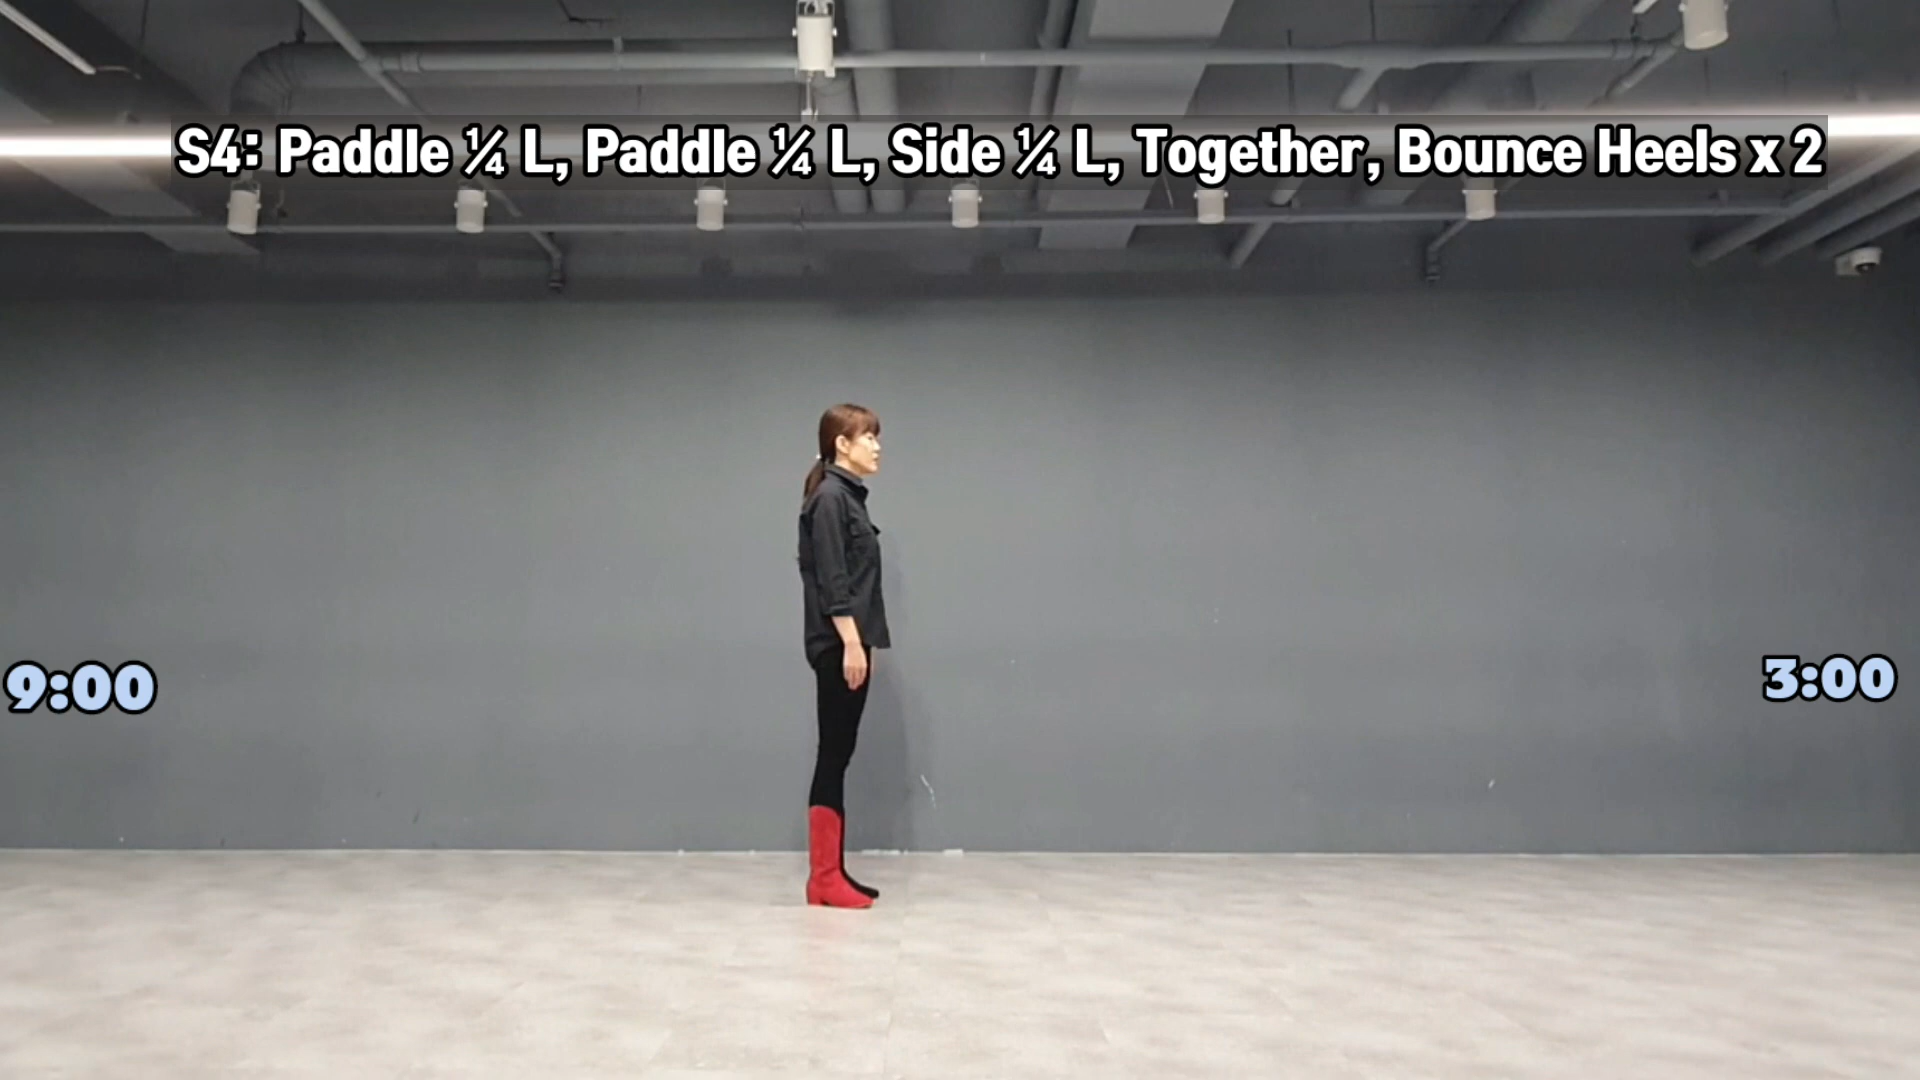 S4: Paddle ¼ L, Paddle ¼ L, Side ¼ L, Together, Bounce Heels x 2
9:00
3:00